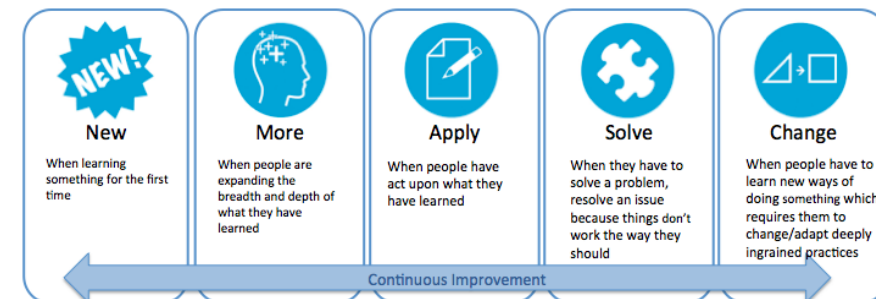 NEW!
New
When learning
something for the first
time
More
When people are
expanding the
breadth and depth of
what they have
learned
Apply
When people have
act upon what they
have learned
Solve
When they have to
solve a problem,
resolve an issue
because things don't
work the way they
should
Change
When people have to
learn new ways of
doing something which
requires them to
change/adapt deeply
ingrained practices
Continuous Improvement